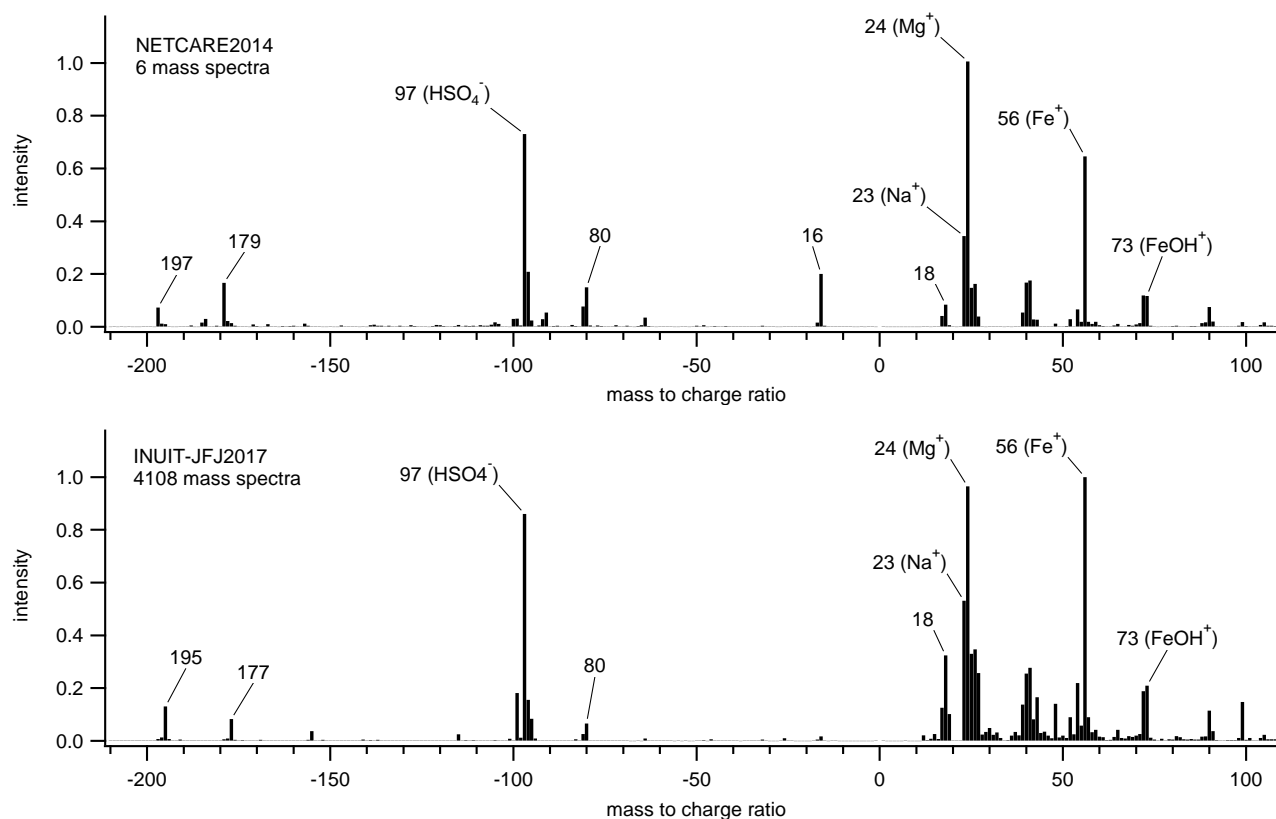 NETCARE2014
6 mass spectra
24 (Mg⁺)
97 (HSO₄⁻)
56 (Fe⁺)
23 (Na⁺)
73 (FeOH⁺)
197
179
80
16
18
intensity
1.0
0.8
0.6
0.4
0.2
0.0
-200
-150
-100
-50
0
50
100
mass to charge ratio
INUIT-JFJ2017
4108 mass spectra
97 (HSO4⁻)
24 (Mg⁺)
56 (Fe⁺)
23 (Na⁺)
18
73 (FeOH⁺)
195
177
80
intensity
1.0
0.8
0.6
0.4
0.2
0.0
-200
-150
-100
-50
0
50
100
mass to charge ratio